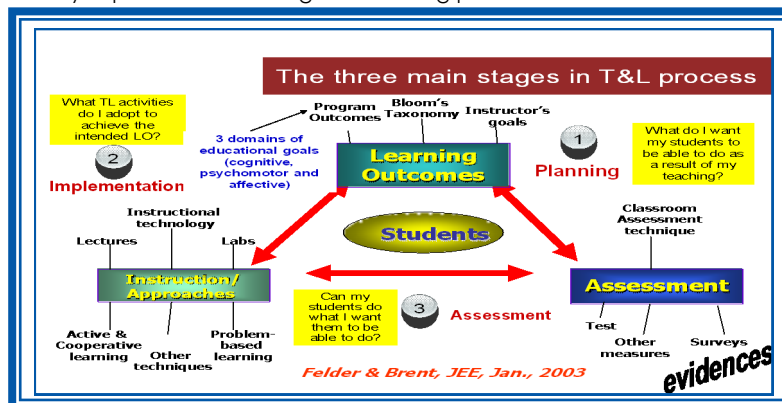 The three main stages in T&L process
What TL activities
do I adopt to
achieve the
intended LO?
2
Implementation
3 domains of
educational goals
(cognitive,
psychomotor and
affective)
Program
Outcomes
Bloom's
Taxonomy
Instructor's
goals
Learning
Outcomes
1
Planning
What do I want
my students to
be able to do as
a result of my
teaching?
Students
Instructional
technology
Lectures
Labs
Instruction/
Approaches
Active &
Cooperative
learning
Other
techniques
Problem-
based
learning
Can my
students do
what I want
them to be
able to do?
3
Assessment
Classroom
Assessment
technique
Assessment
Test
Other
measures
Surveys
evidences
Felder & Brent, JEE, Jan., 2003